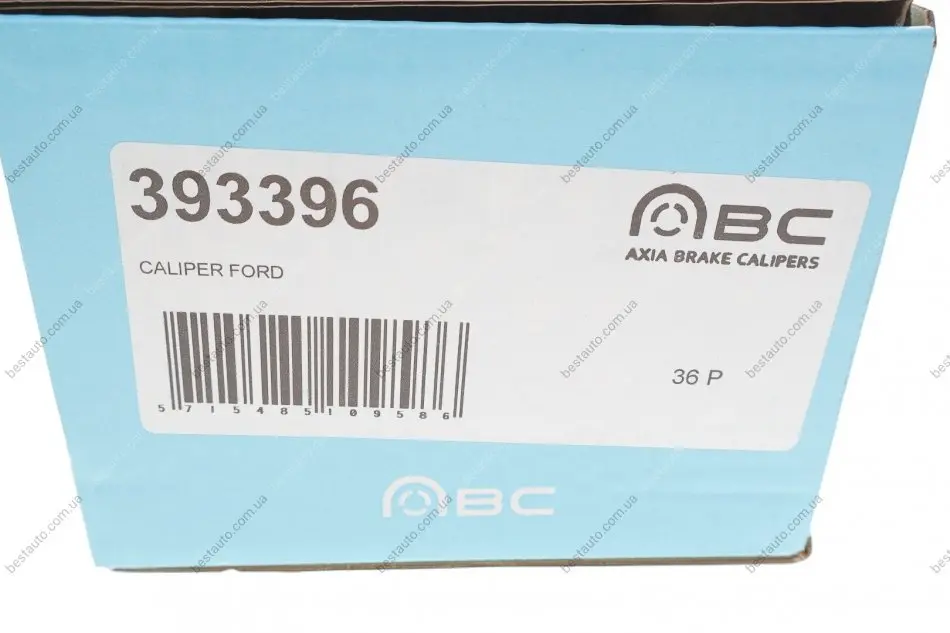 393396
ABC
AXIA BRAKE CALIPERS
CALIPER FORD
5 715485 109586
36 P
ABC
bestauto.com.ua